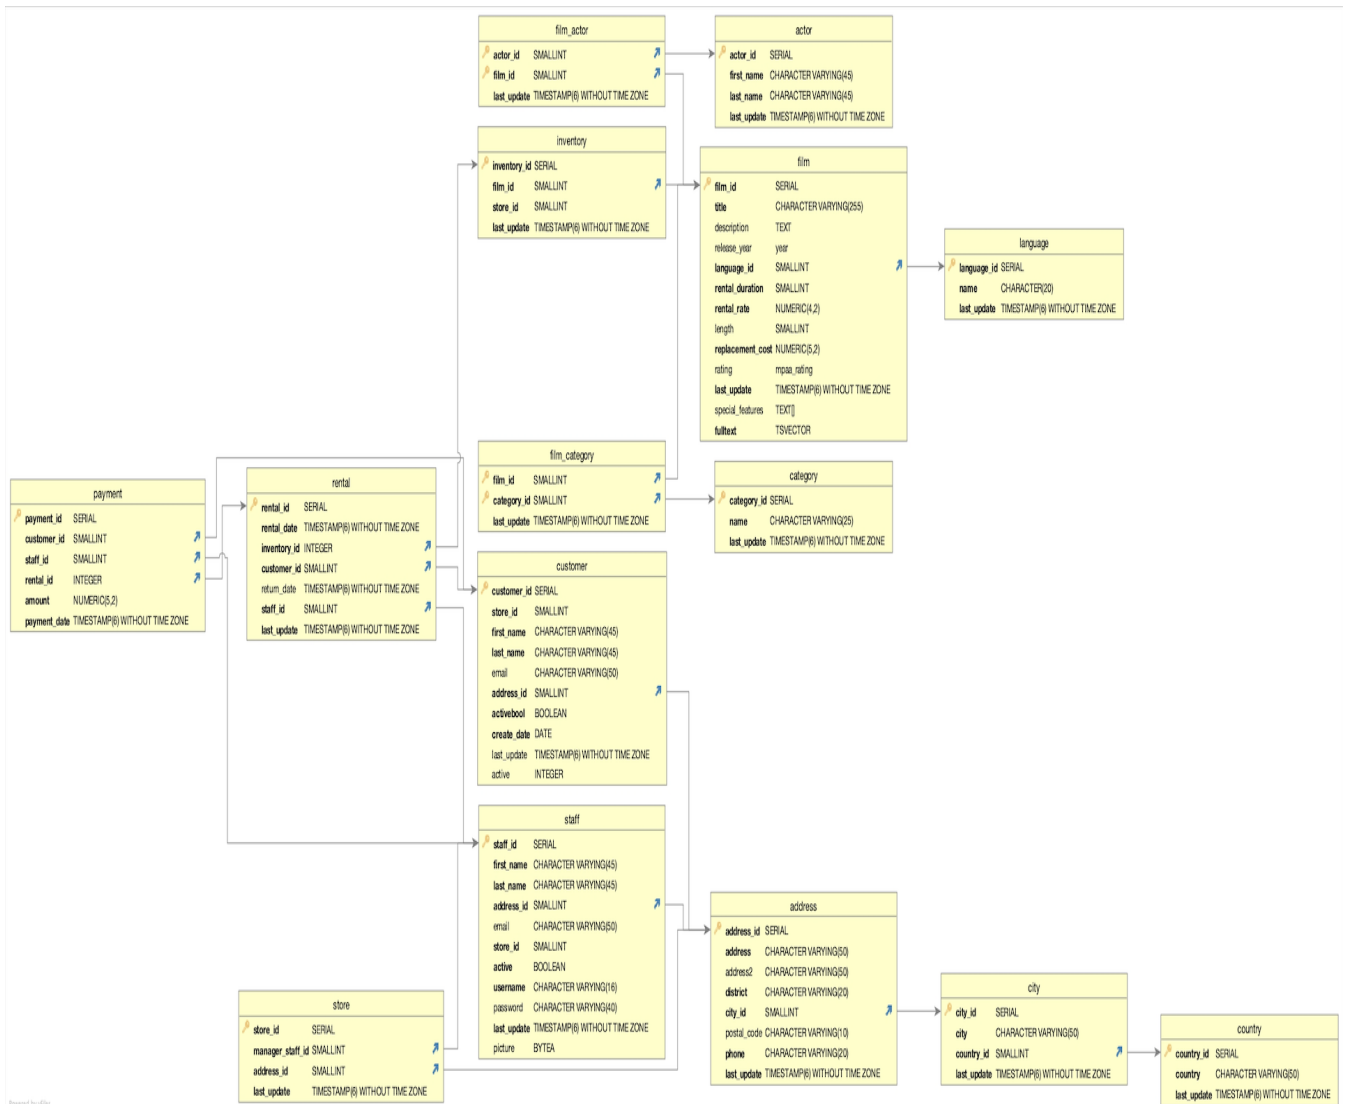 film_actor
actor_id SMALLINT
film_id SMALLINT
last_update TIMESTAMP(6) WITHOUT TIME ZONE
actor
actor_id SERIAL
first_name CHARACTER VARYING(45)
last_name CHARACTER VARYING(45)
last_update TIMESTAMP(6) WITHOUT TIME ZONE
inventory
inventory_id SERIAL
film_id SMALLINT
store_id SMALLINT
last_update TIMESTAMP(6) WITHOUT TIME ZONE
film
film_id SERIAL
title CHARACTER VARYING(255)
description TEXT
release_year year
language_id SMALLINT
rental_duration SMALLINT
rental_rate NUMERIC(4,2)
length SMALLINT
replacement_cost NUMERIC(5,2)
rating mpaa_rating
last_update TIMESTAMP(6) WITHOUT TIME ZONE
special_features TEXT[]
fulltext TSVECTOR
language
language_id SERIAL
name CHARACTER(20)
last_update TIMESTAMP(6) WITHOUT TIME ZONE
film_category
film_id SMALLINT
category_id SMALLINT
last_update TIMESTAMP(6) WITHOUT TIME ZONE
category
category_id SERIAL
name CHARACTER VARYING(25)
last_update TIMESTAMP(6) WITHOUT TIME ZONE
payment
payment_id SERIAL
customer_id SMALLINT
staff_id SMALLINT
rental_id INTEGER
amount NUMERIC(5,2)
payment_date TIMESTAMP(6) WITHOUT TIME ZONE
rental
rental_id SERIAL
rental_date TIMESTAMP(6) WITHOUT TIME ZONE
inventory_id INTEGER
customer_id SMALLINT
return_date TIMESTAMP(6) WITHOUT TIME ZONE
staff_id SMALLINT
last_update TIMESTAMP(6) WITHOUT TIME ZONE
customer
customer_id SERIAL
store_id SMALLINT
first_name CHARACTER VARYING(45)
last_name CHARACTER VARYING(45)
email CHARACTER VARYING(50)
address_id SMALLINT
activebool BOOLEAN
create_date DATE
last_update TIMESTAMP(6) WITHOUT TIME ZONE
active INTEGER
staff
staff_id SERIAL
first_name CHARACTER VARYING(45)
last_name CHARACTER VARYING(45)
address_id SMALLINT
email CHARACTER VARYING(50)
store_id SMALLINT
active BOOLEAN
username CHARACTER VARYING(16)
password CHARACTER VARYING(40)
last_update TIMESTAMP(6) WITHOUT TIME ZONE
picture BYTEA
store
store_id SERIAL
manager_staff_id SMALLINT
address_id SMALLINT
last_update TIMESTAMP(6) WITHOUT TIME ZONE
address
address_id SERIAL
address CHARACTER VARYING(50)
address2 CHARACTER VARYING(50)
district CHARACTER VARYING(20)
city_id SMALLINT
postal_code CHARACTER VARYING(10)
phone CHARACTER VARYING(20)
last_update TIMESTAMP(6) WITHOUT TIME ZONE
city
city_id SERIAL
city CHARACTER VARYING(50)
country_id SMALLINT
last_update TIMESTAMP(6) WITHOUT TIME ZONE
country
country_id SERIAL
country CHARACTER VARYING(50)
last_update TIMESTAMP(6) WITHOUT TIME ZONE